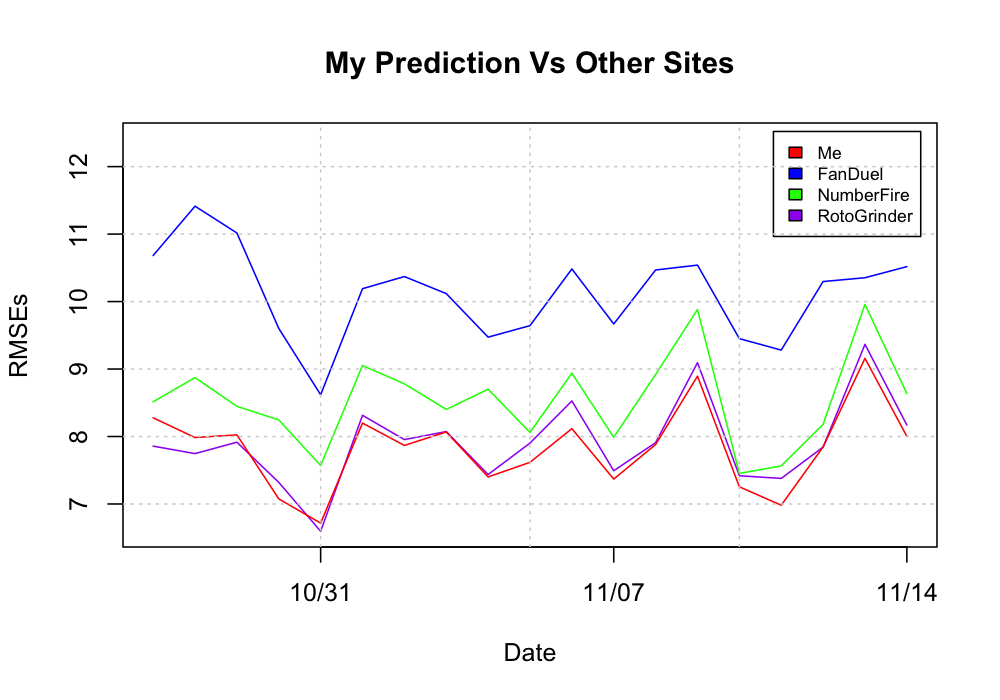 My Prediction Vs Other Sites
Me
FanDuel
NumberFire
RotoGrinder
RMSEs
12
11
10
9
8
7
10/31 11/07 11/14
Date